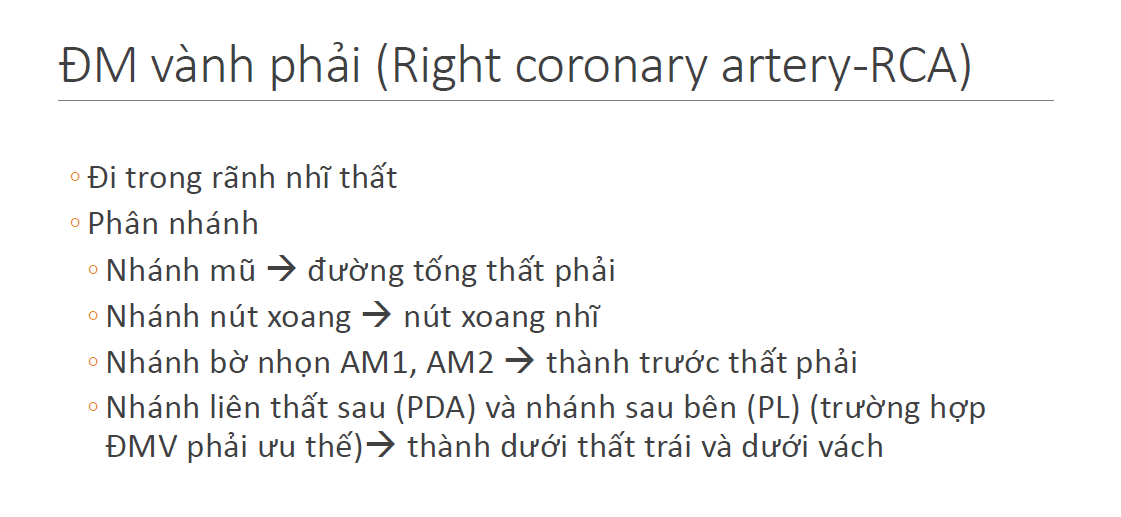 ĐM vành phải (Right coronary artery-RCA)
◦Đi trong rãnh nhĩ thất
◦Phân nhánh
◦Nhánh mũ → đường tống thất phải
◦Nhánh nút xoang → nút xoang nhĩ
◦Nhánh bờ nhọn AM1, AM2 → thành trước thất phải
◦Nhánh liên thất sau (PDA) và nhánh sau bên (PL) (trường hợp
ĐMV phải ưu thế)→ thành dưới thất trái và dưới vách